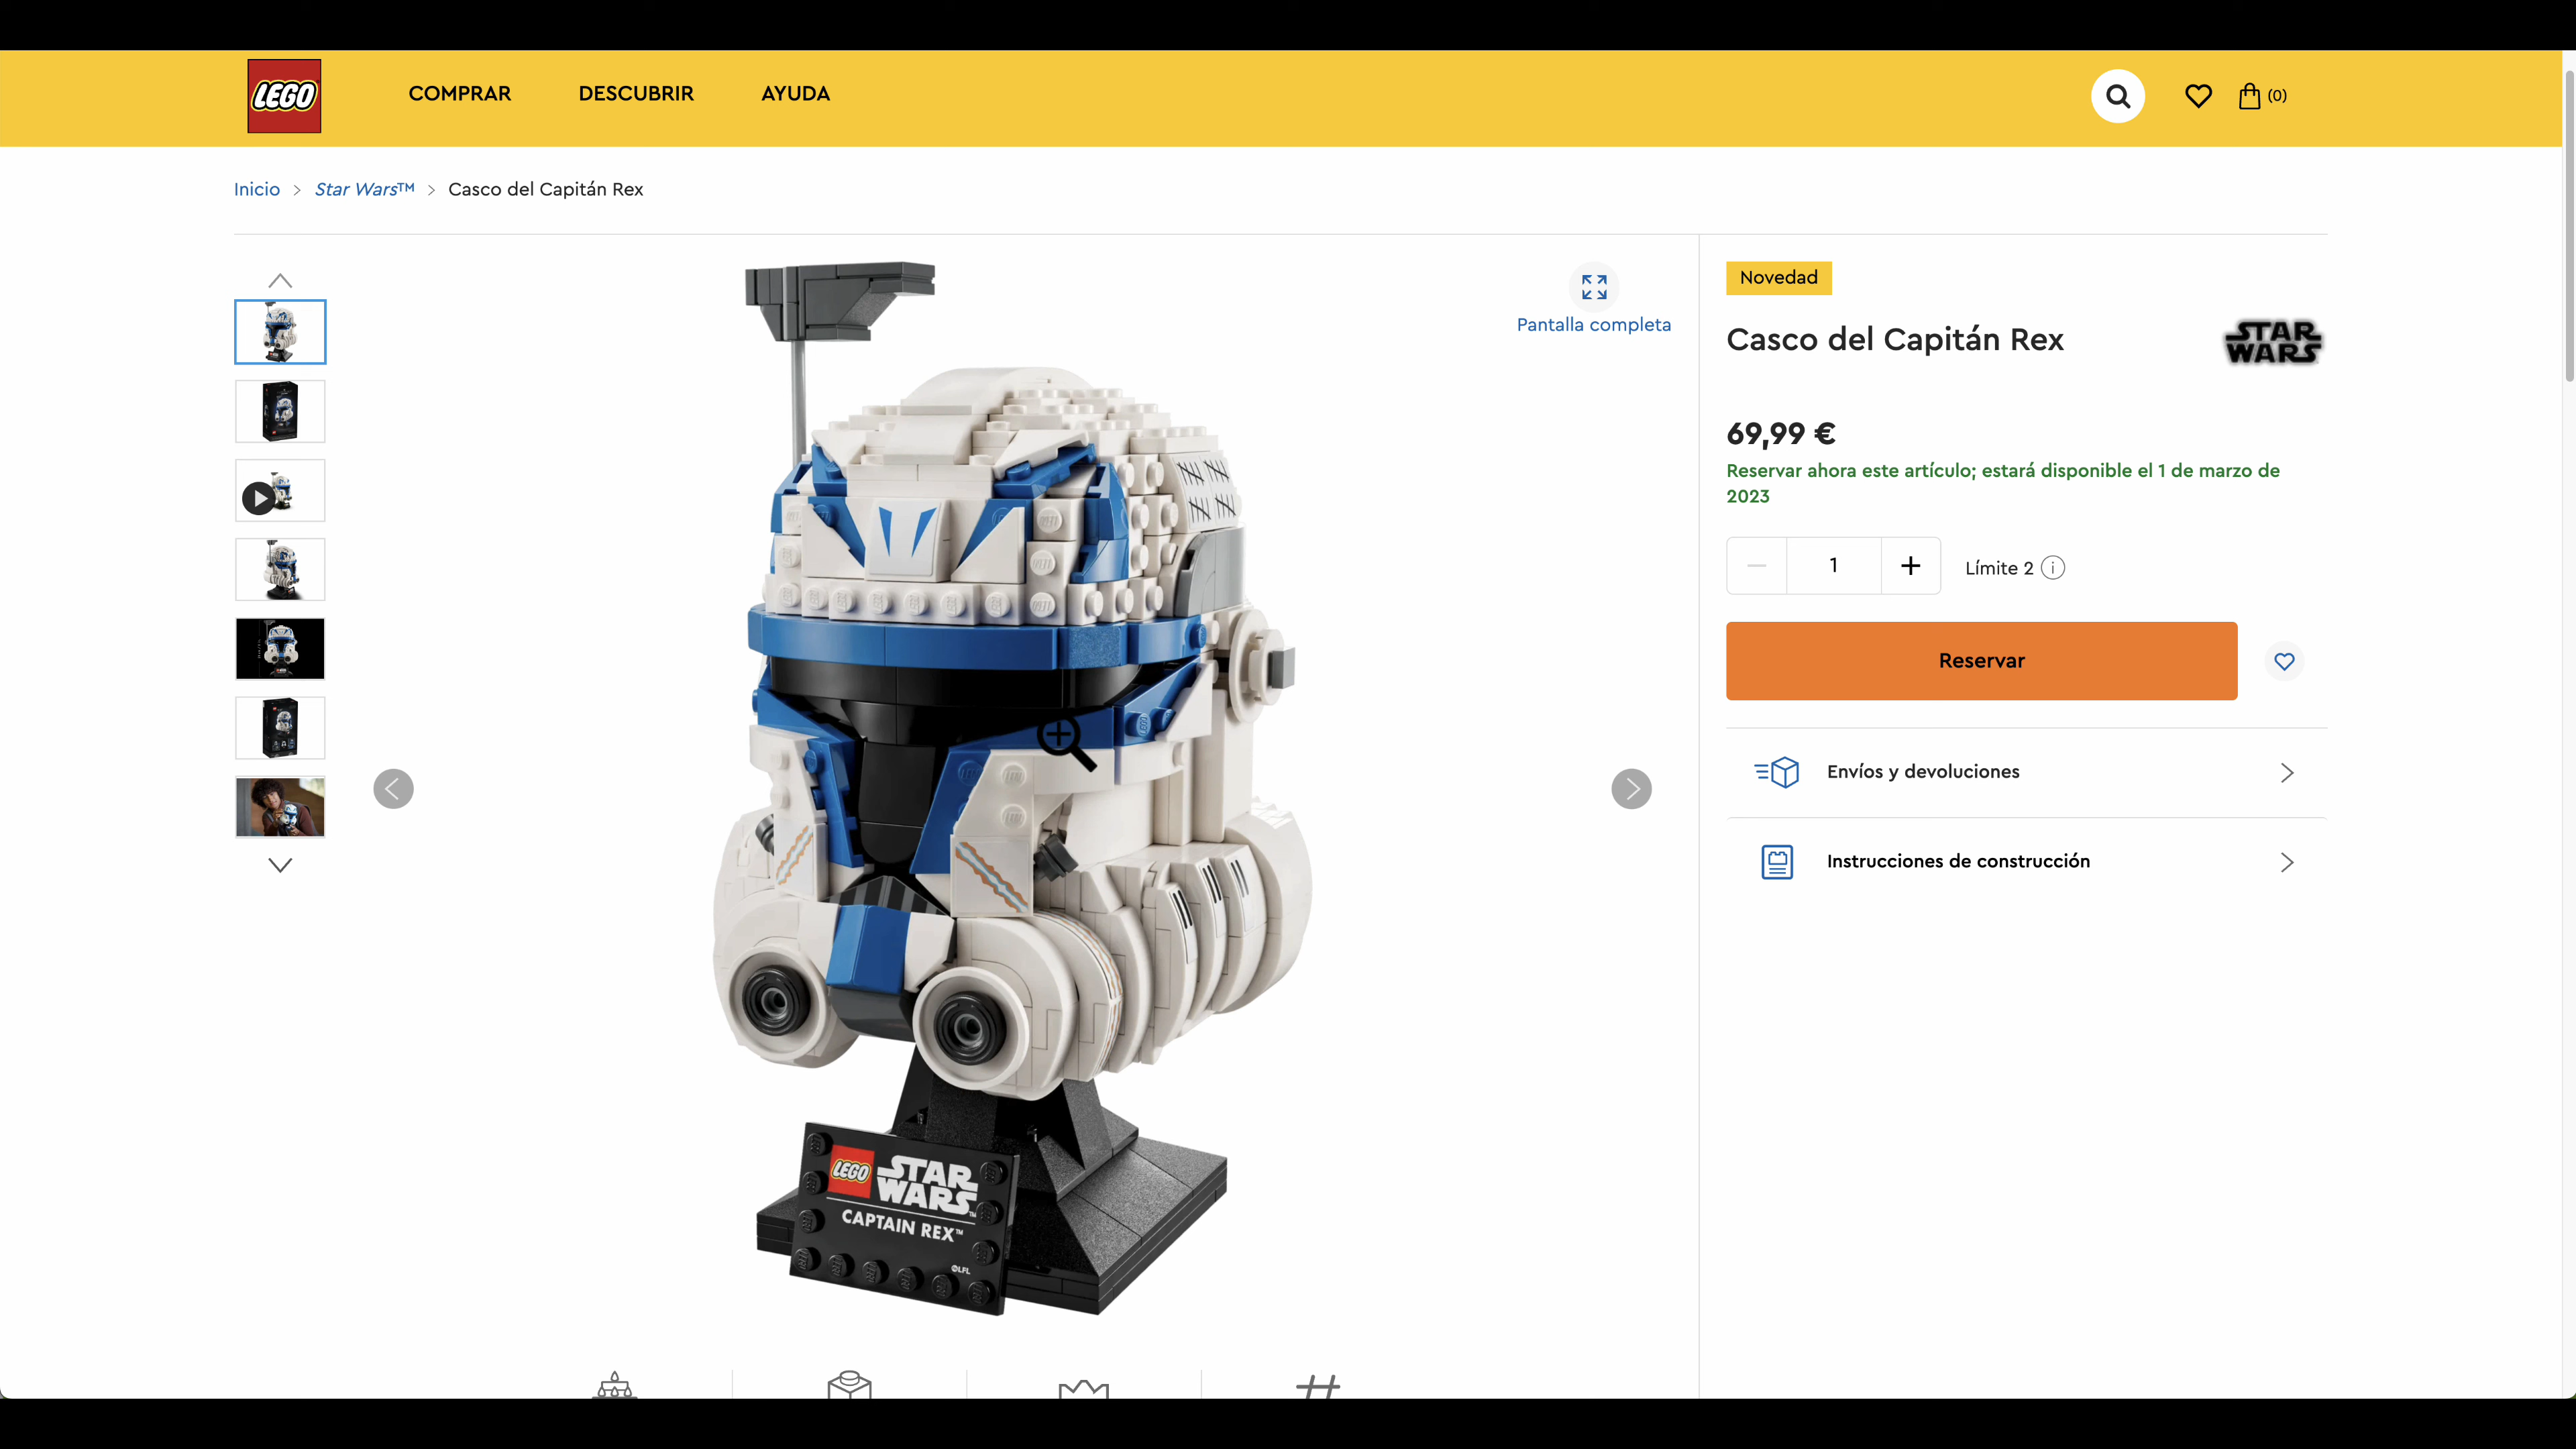 LEGO
COMPRAR
DESCUBRIR
AYUDA
(0)
Inicio > Star Wars™ > Casco del Capitán Rex
Pantalla completa
Novedad
Casco del Capitán Rex
STAR
WARS
69,99 €
Reservar ahora este artículo; estará disponible el 1 de marzo de
2023
1
Límite 2
Reservar
Envíos y devoluciones
Instrucciones de construcción
LEGO
STAR
WARS™
CAPTAIN REX™
©LFL